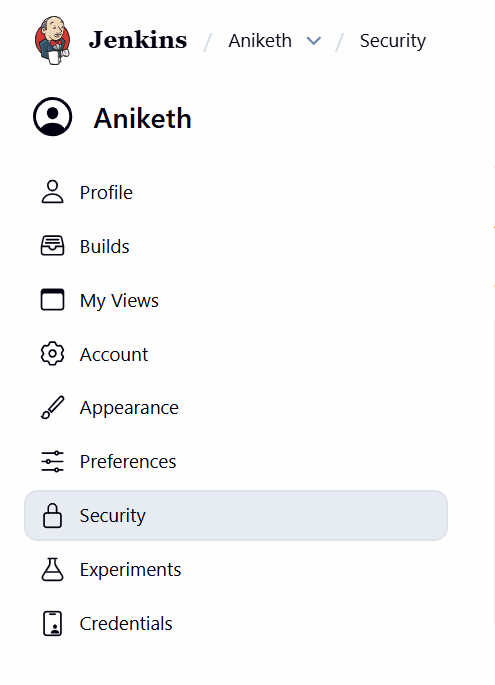 Jenkins / Aniketh / Security
Aniketh
Profile
Builds
My Views
Account
Appearance
Preferences
Security
Experiments
Credentials